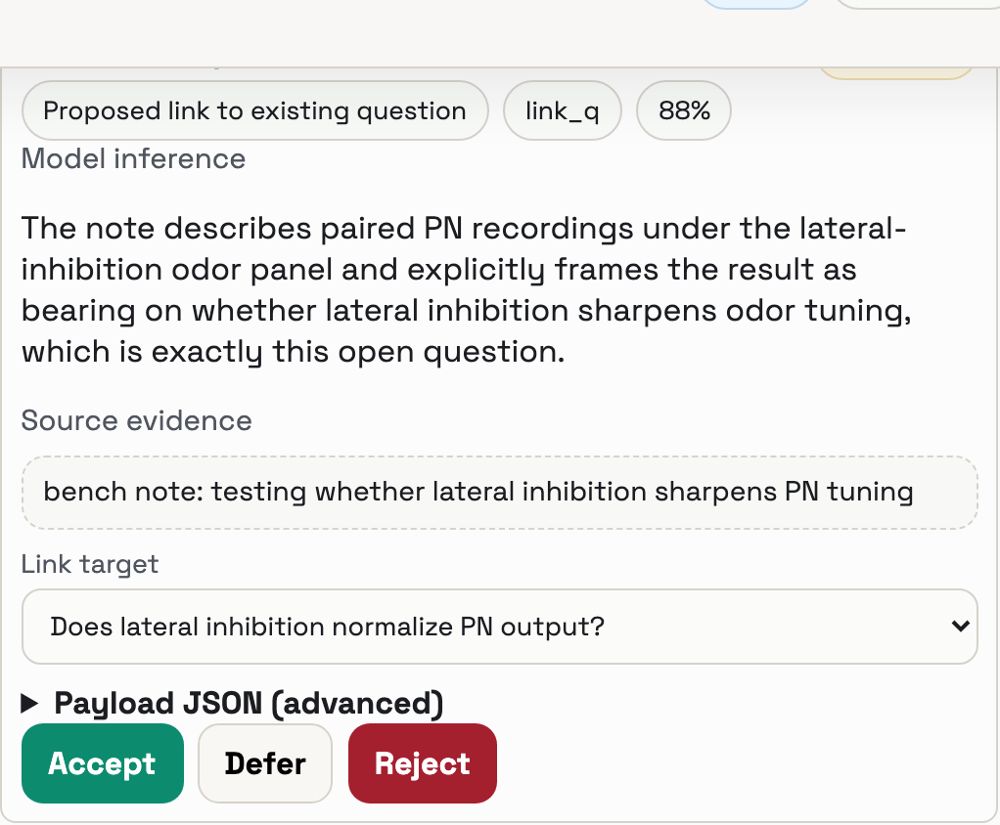 Proposed link to existing question
link_q
88%
Model inference
The note describes paired PN recordings under the lateral-
inhibition odor panel and explicitly frames the result as
bearing on whether lateral inhibition sharpens odor tuning,
which is exactly this open question.
Source evidence
bench note: testing whether lateral inhibition sharpens PN tuning
Link target
Does lateral inhibition normalize PN output?
Payload JSON (advanced)
Accept
Defer
Reject